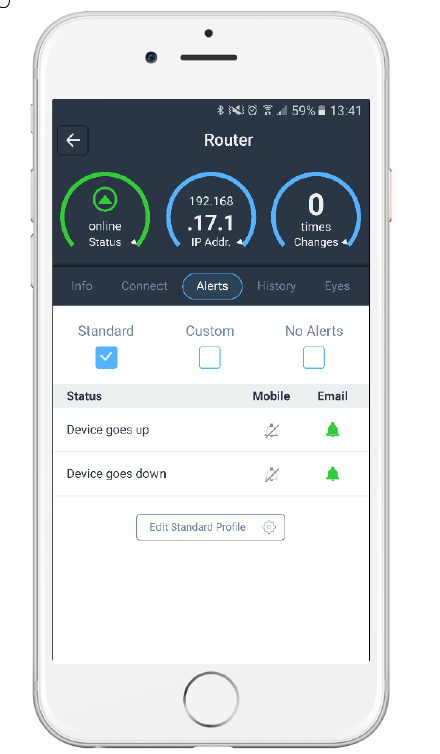 59% 13:41
Router
online
Status
192.168
.17.1
IP Addr.
0
times
Changes
Info Connect Alerts History Eyes
Standard Custom No Alerts
Status Mobile Email
Device goes up
Device goes down
Edit Standard Profile